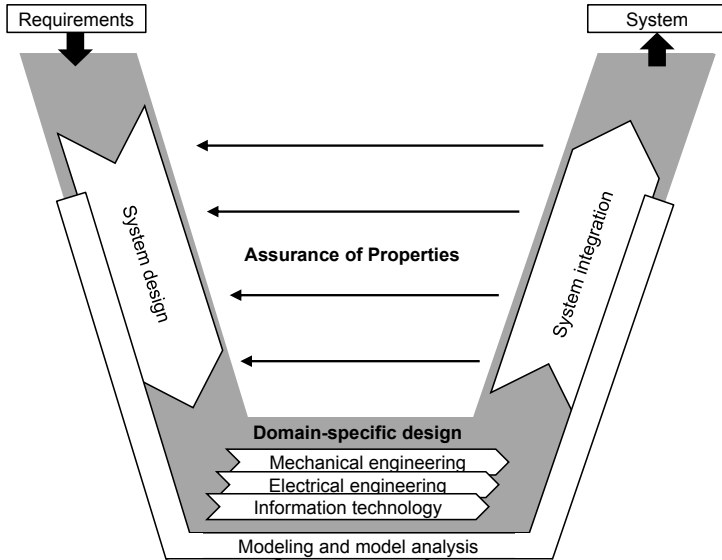 Requirements
System
System design
Assurance of Properties
System integration
Domain-specific design
Mechanical engineering
Electrical engineering
Information technology
Modeling and model analysis